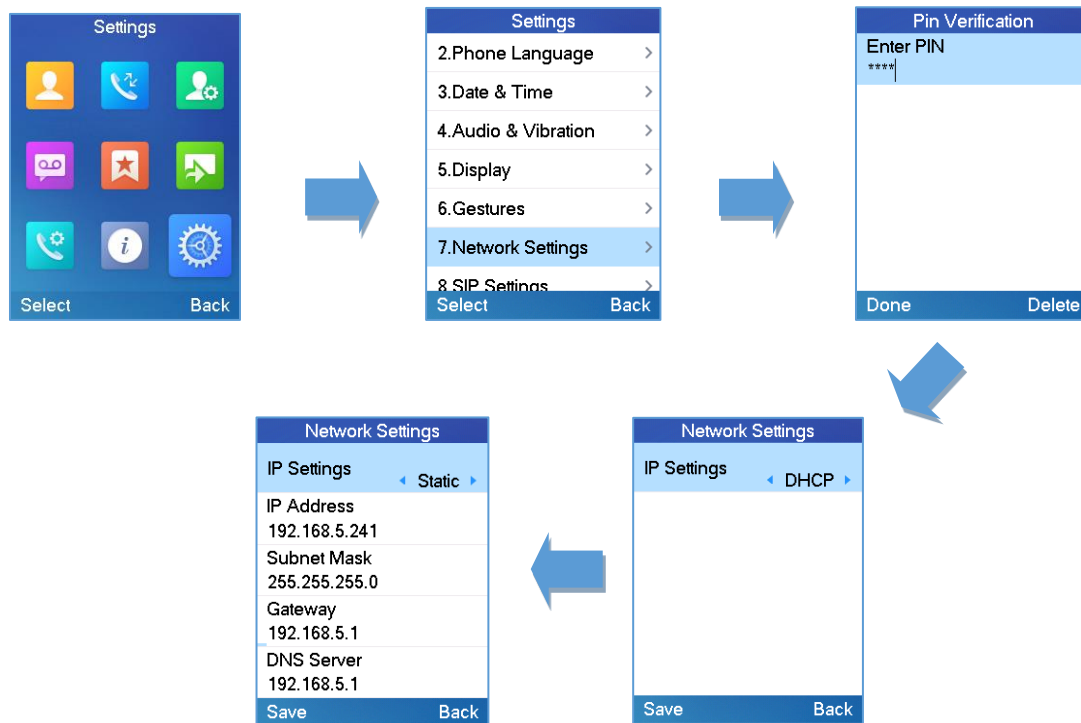 Settings
Select Back
Settings
2.Phone Language
3.Date & Time
4.Audio & Vibration
5.Display
6.Gestures
7.Network Settings
8 SIP Settings
Select Back
Pin Verification
Enter PIN
****
Done Delete
Network Settings
IP Settings
Static
IP Address
192.168.5.241
Subnet Mask
255.255.255.0
Gateway
192.168.5.1
DNS Server
192.168.5.1
Save Back
Network Settings
IP Settings
DHCP
Save Back